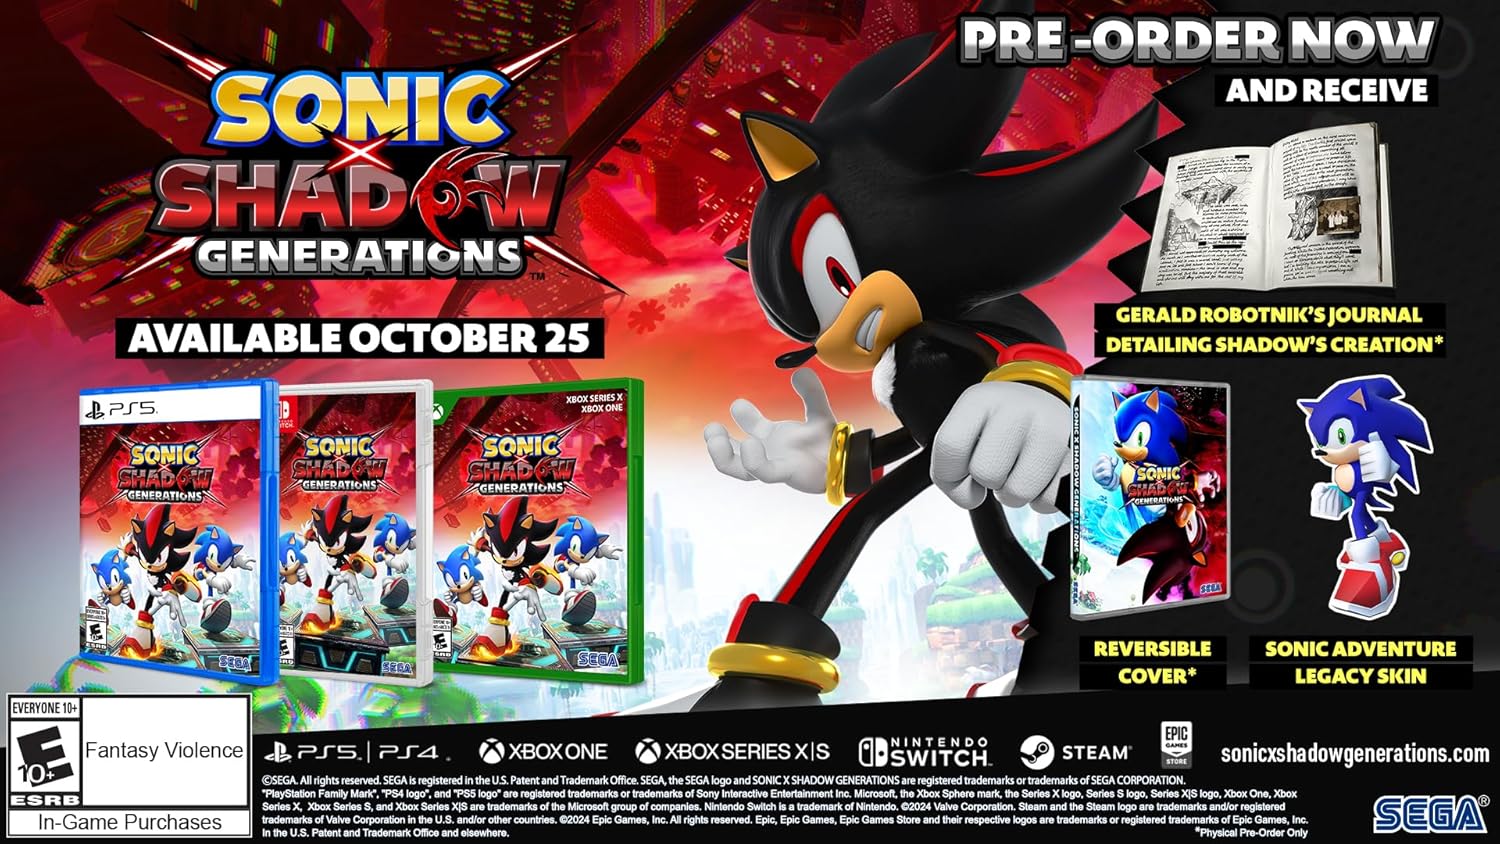 SONIC
X
SHADOW
GENERATIONS™
AVAILABLE OCTOBER 25
PRE-ORDER NOW
AND RECEIVE
GERALD ROBOTNIK'S JOURNAL
DETAILING SHADOW'S CREATION*
PS5
SONIC
SHADOW
GENERATIONS
SEGA
SONIC
SHADOW
GENERATIONS
SEGA
XBOX SERIES X
XBOX ONE
SONIC
SHADOW
GENERATIONS
SEGA
SONIC X SHADOW GENERATIONS
SONIC
SHADOW
GENERATIONS
SEGA
REVERSIBLE
COVER*
SONIC ADVENTURE
LEGACY SKIN
EVERYONE 10+
E
10+
ESRB
Fantasy Violence
In-Game Purchases
PS5 | PS4
XBOX ONE
XBOX SERIES X|S
NINTENDO
SWITCH
STEAM
EPIC
GAMES
STORE
sonicxshadowgenerations.com
©SEGA. All rights reserved. SEGA is registered in the U.S. Patent and Trademark Office. SEGA, the SEGA logo and SONIC X SHADOW GENERATIONS are registered trademarks or trademarks of SEGA CORPORATION.
"PlayStation Family Mark", "PS4 logo", and "PS5 logo" are registered trademarks or trademarks of Sony Interactive Entertainment Inc. Microsoft, the Xbox Sphere mark, the Series X logo, Series S logo, Series X|S logo, Xbox One, Xbox
Series X, Xbox Series S, and Xbox Series X|S are trademarks of the Microsoft group of companies. Nintendo Switch is a trademark of Nintendo. ©2024 Valve Corporation. Steam and the Steam logo are trademarks and/or registered
trademarks of Valve Corporation in the U.S. and/or other countries. ©2024 Epic Games, Inc. All rights reserved. Epic, Epic Games, Epic Games Store and their respective logos are trademarks or registered trademarks of Epic Games, Inc.
in the U.S. Patent and Trademark Office and elsewhere.
*Physical Pre-Order Only
SEGA®